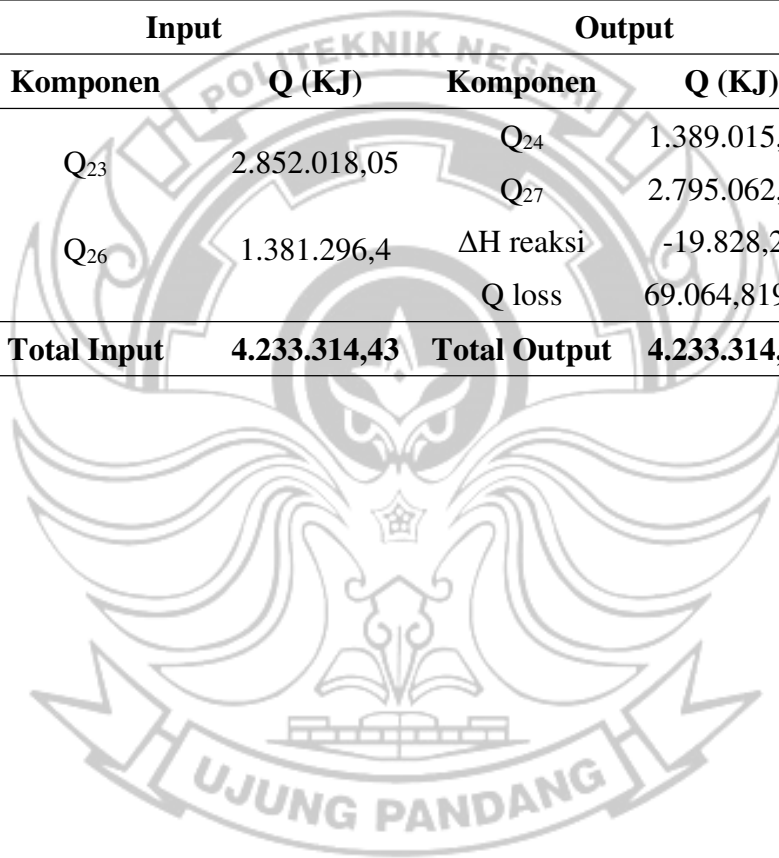 Input Output
Komponen Q (KJ) Komponen Q (KJ)
Q₂₃ 2.852.018,05 Q₂₄ 1.389.015,
Q₂₇ 2.795.062,
Q₂₆ 1.381.296,4 ΔH reaksi -19.828,2
Q loss 69.064,819
Total Input 4.233.314,43 Total Output 4.233.314,
POLITEKNIK NEGERI
UJUNG PANDANG